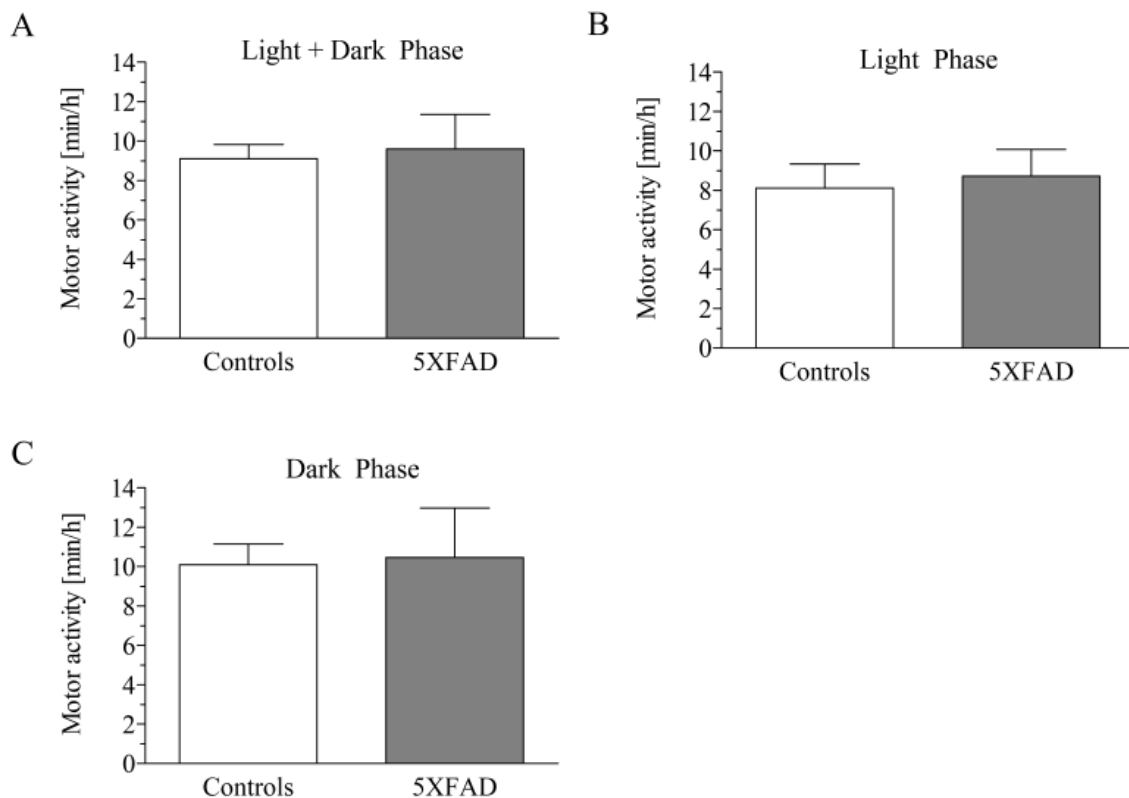 A
Light + Dark Phase
Motor activity [min/h]
14
12
10
8
6
4
2
0
Controls 5XFAD
B
Light Phase
Motor activity [min/h]
14
12
10
8
6
4
2
0
Controls 5XFAD
C
Dark Phase
Motor activity [min/h]
14
12
10
8
6
4
2
0
Controls 5XFAD